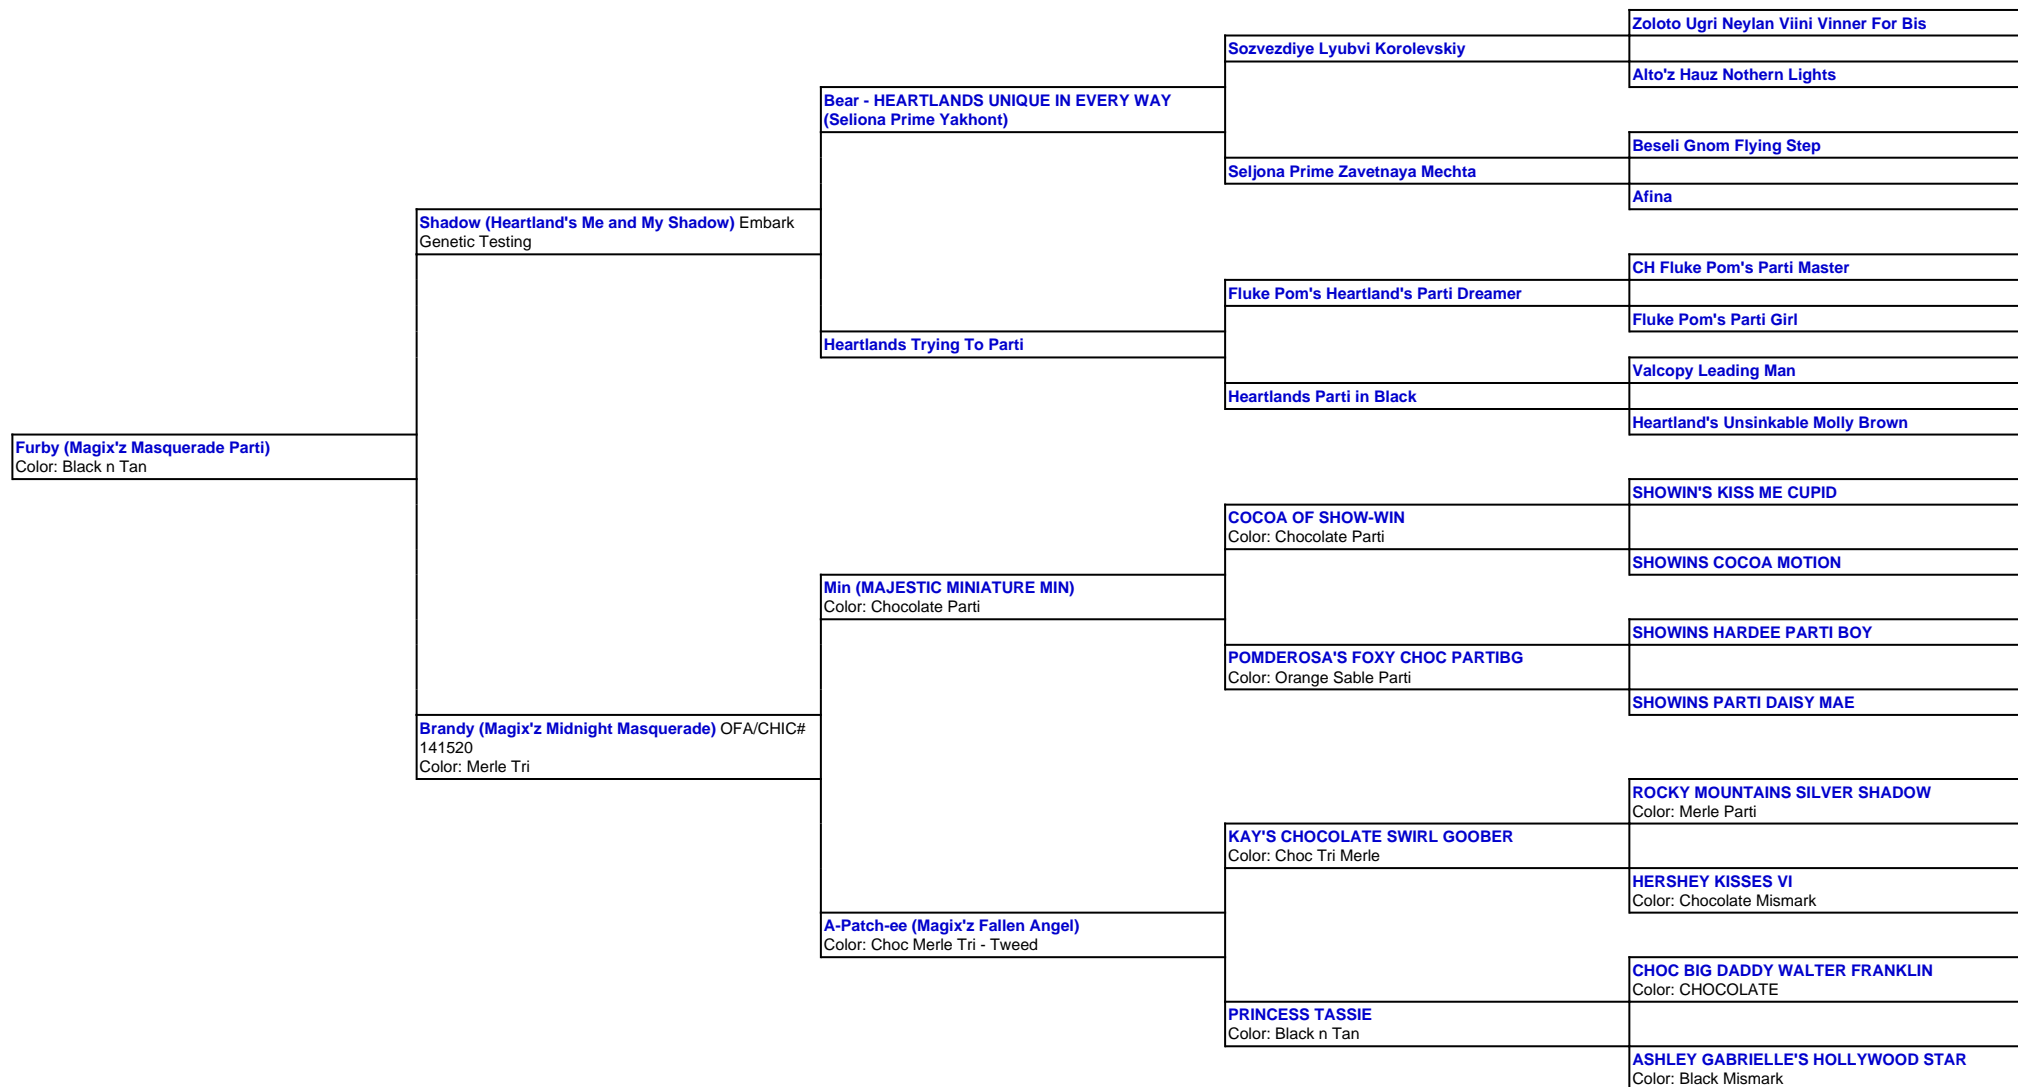 Zoloto Ugri Neylan Viini Vinner For Bis
Sozvezdiye Lyubvi Korolevskiy
Alto'z Hauz Nothern Lights
Bear - HEARTLANDS UNIQUE IN EVERY WAY
(Seliona Prime Yakhont)
Beseli Gnom Flying Step
Seljona Prime Zavetnaya Mechta
Afina
Shadow (Heartland's Me and My Shadow) Embark
Genetic Testing
CH Fluke Pom's Parti Master
Fluke Pom's Heartland's Parti Dreamer
Fluke Pom's Parti Girl
Heartlands Trying To Parti
Valcopy Leading Man
Heartlands Parti in Black
Heartland's Unsinkable Molly Brown
Furby (Magix'z Masquerade Parti)
Color: Black n Tan
SHOWIN'S KISS ME CUPID
COCOA OF SHOW-WIN
Color: Chocolate Parti
SHOWINS COCOA MOTION
Min (MAJESTIC MINIATURE MIN)
Color: Chocolate Parti
SHOWINS HARDEE PARTI BOY
POMDEROSA'S FOXY CHOC PARTIBG
Color: Orange Sable Parti
SHOWINS PARTI DAISY MAE
Brandy (Magix'z Midnight Masquerade) OFA/CHIC#
141520
Color: Merle Tri
ROCKY MOUNTAINS SILVER SHADOW
Color: Merle Parti
KAY'S CHOCOLATE SWIRL GOOBER
Color: Choc Tri Merle
HERSHEY KISSES VI
Color: Chocolate Mismark
A-Patch-ee (Magix'z Fallen Angel)
Color: Choc Merle Tri - Tweed
CHOC BIG DADDY WALTER FRANKLIN
Color: CHOCOLATE
PRINCESS TASSIE
Color: Black n Tan
ASHLEY GABRIELLE'S HOLLYWOOD STAR
Color: Black Mismark